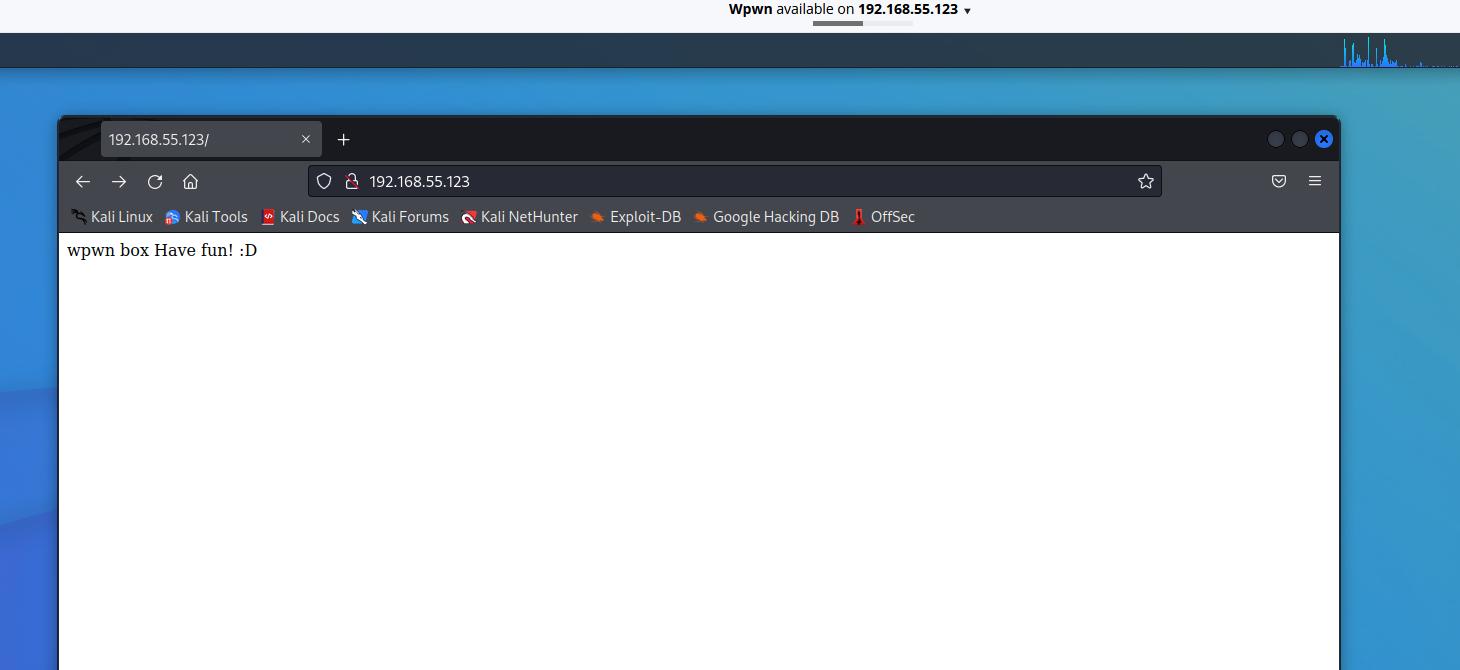 Wpwn available on 192.168.55.123
192.168.55.123/
192.168.55.123
Kali Linux Kali Tools Kali Docs Kali Forums Kali NetHunter Exploit-DB Google Hacking DB OffSec
wpwn box Have fun! :D